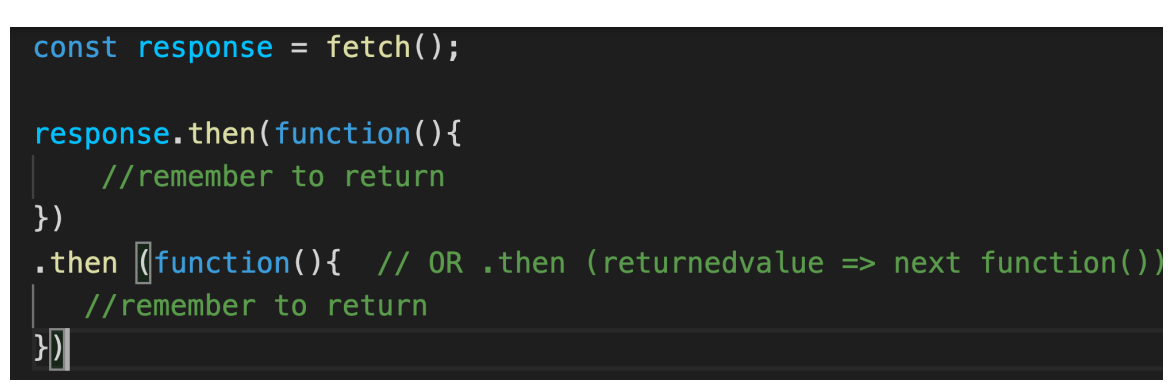 const response = fetch();
response.then(function(){
//remember to return
})
.then (function(){  // OR .then (returnedvalue => next function())
//remember to return
})